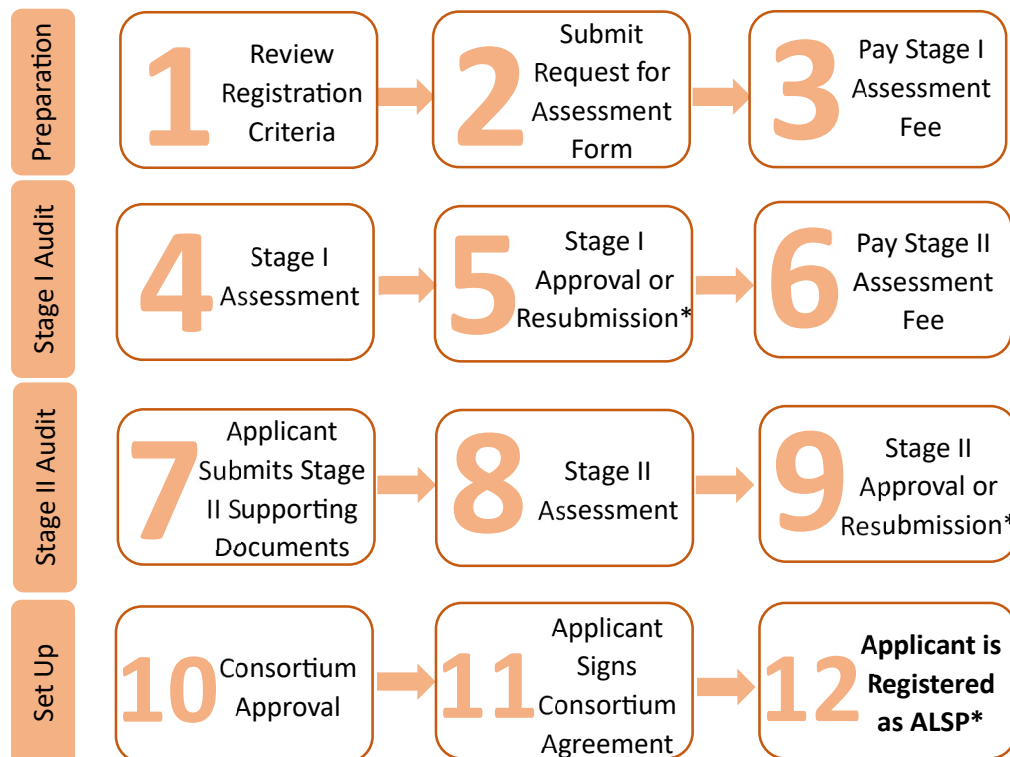 Preparation
1
Review
Registration
Criteria
2
Submit
Request for
Assessment
Form
3
Pay Stage I
Assessment
Fee
Stage I Audit
4
Stage I
Assessment
5
Stage I
Approval or
Resubmission*
6
Pay Stage II
Assessment
Fee
Stage II Audit
7
Applicant
Submits Stage
II Supporting
Documents
8
Stage II
Assessment
9
Stage II
Approval or
Resubmission*
Set Up
10
Consortium
Approval
11
Applicant
Signs
Consortium
Agreement
12
Applicant is
Registered
as ALSP*